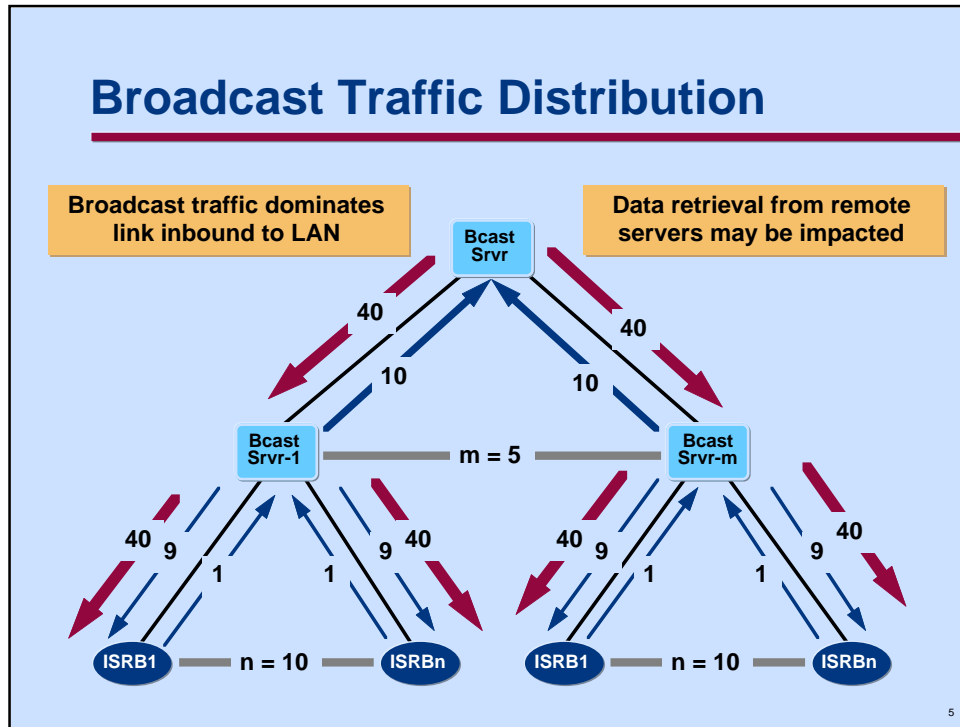 Broadcast Traffic Distribution
Broadcast traffic dominates
link inbound to LAN
Data retrieval from remote
servers may be impacted
Bcast
Srvr
40
40
10
10
Bcast
Srvr-1
m = 5
Bcast
Srvr-m
40
9
1
1
9
40
40
9
1
1
9
40
ISRB1
n = 10
ISRBn
ISRB1
n = 10
ISRBn
5